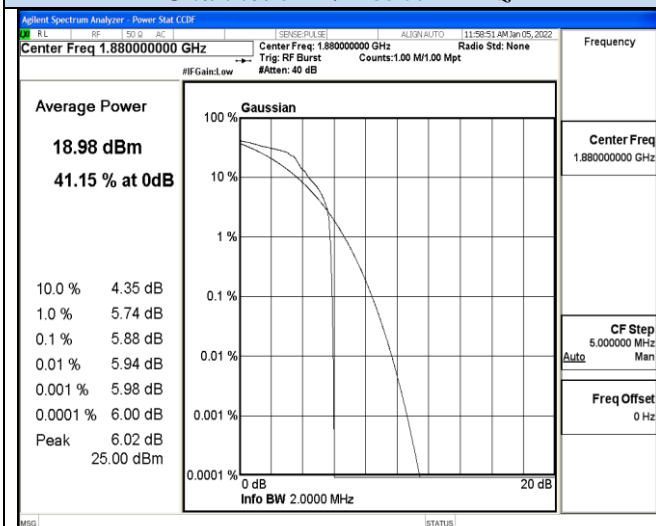 Agilent Spectrum Analyzer - Power Stat CCDF
RL RF 50 Ω AC SENSE:PULSE ALIGN AUTO 11:58:51 AM Jan 05, 2022
Center Freq 1.880000000 GHz
Center Freq: 1.880000000 GHz Radio Std: None
Trig: RF Burst Counts:1.00 M/1.00 Mpt
#IFGain:Low #Atten: 40 dB
Frequency
Average Power
18.98 dBm
41.15 % at 0dB
10.0 % 4.35 dB
1.0 % 5.74 dB
0.1 % 5.88 dB
0.01 % 5.94 dB
0.001 % 5.98 dB
0.0001 % 6.00 dB
Peak 6.02 dB
25.00 dBm
Gaussian
100 %
10 %
1 %
0.1 %
0.01 %
0.001 %
0.0001 %
0 dB 20 dB
Info BW 2.0000 MHz
Center Freq
1.880000000 GHz
CF Step
5.000000 MHz
Auto Man
Freq Offset
0 Hz
MSG STATUS